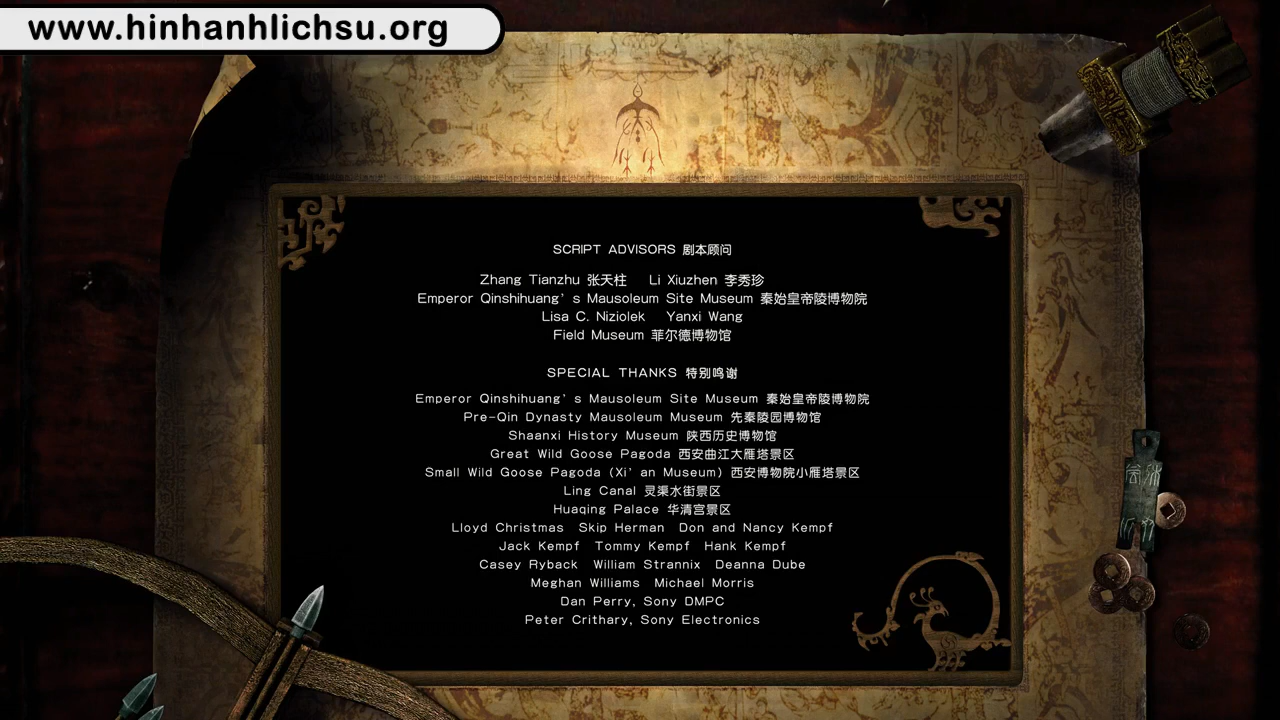 www.hinhanhlichsu.org
SCRIPT ADVISORS 剧本顾问
Zhang Tianzhu 张天柱 Li Xiuzhen 李秀珍
Emperor Qinshihuang's Mausoleum Site Museum 秦始皇帝陵博物院
Lisa C. Niziolek Yanxi Wang
Field Museum 菲尔德博物馆
SPECIAL THANKS 特别鸣谢
Emperor Qinshihuang's Mausoleum Site Museum 秦始皇帝陵博物院
Pre-Qin Dynasty Mausoleum Museum 先秦陵园博物馆
Shaanxi History Museum 陕西历史博物馆
Great Wild Goose Pagoda 西安曲江大雁塔景区
Small Wild Goose Pagoda (Xi'an Museum) 西安博物院小雁塔景区
Ling Canal 灵渠水街景区
Huaqing Palace 华清宫景区
Lloyd Christmas Skip Herman Don and Nancy Kempf
Jack Kempf Tommy Kempf Hank Kempf
Casey Ryback William Strannix Deanna Dube
Meghan Williams Michael Morris
Dan Perry, Sony DMPC
Peter Crithary, Sony Electronics